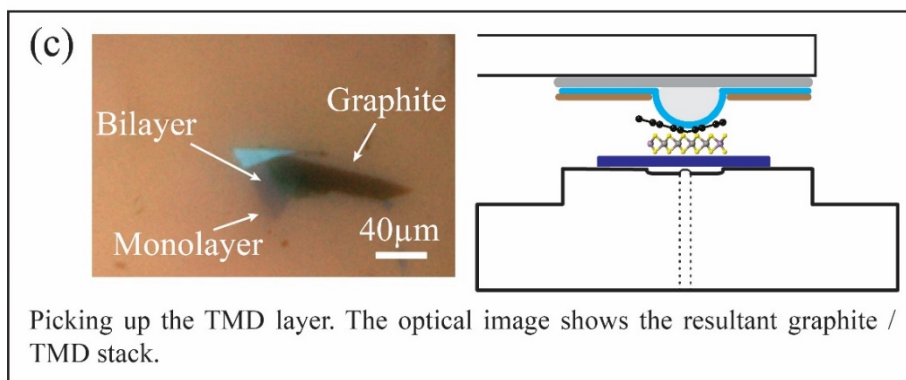 (c)
Graphite
Bilayer
Monolayer
40μm
Picking up the TMD layer. The optical image shows the resultant graphite /
TMD stack.